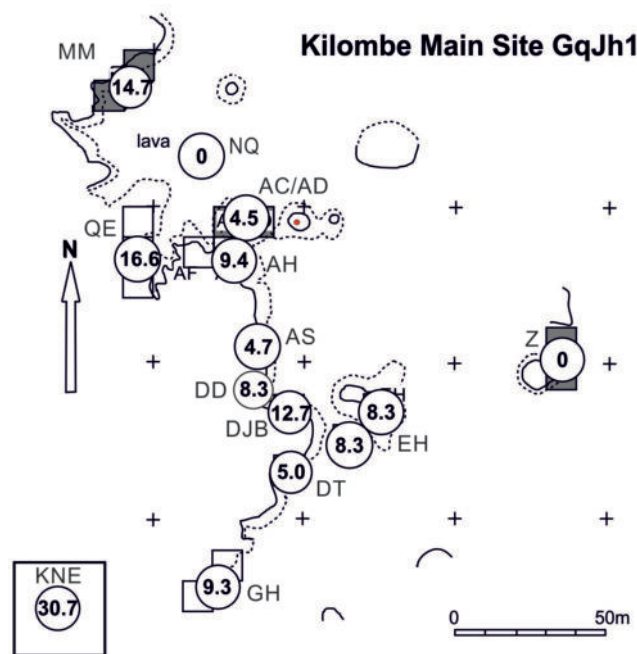 Kilombe Main Site GqJh1
MM
14.7
lava
0
NQ
AC/AD
4.5
QE
N
16.6
AF
9.4
AH
AS
4.7
Z
0
DD
8.3
12.7
8.3
DJB
8.3
EH
5.0
DT
KNE
30.7
9.3
GH
0
50m